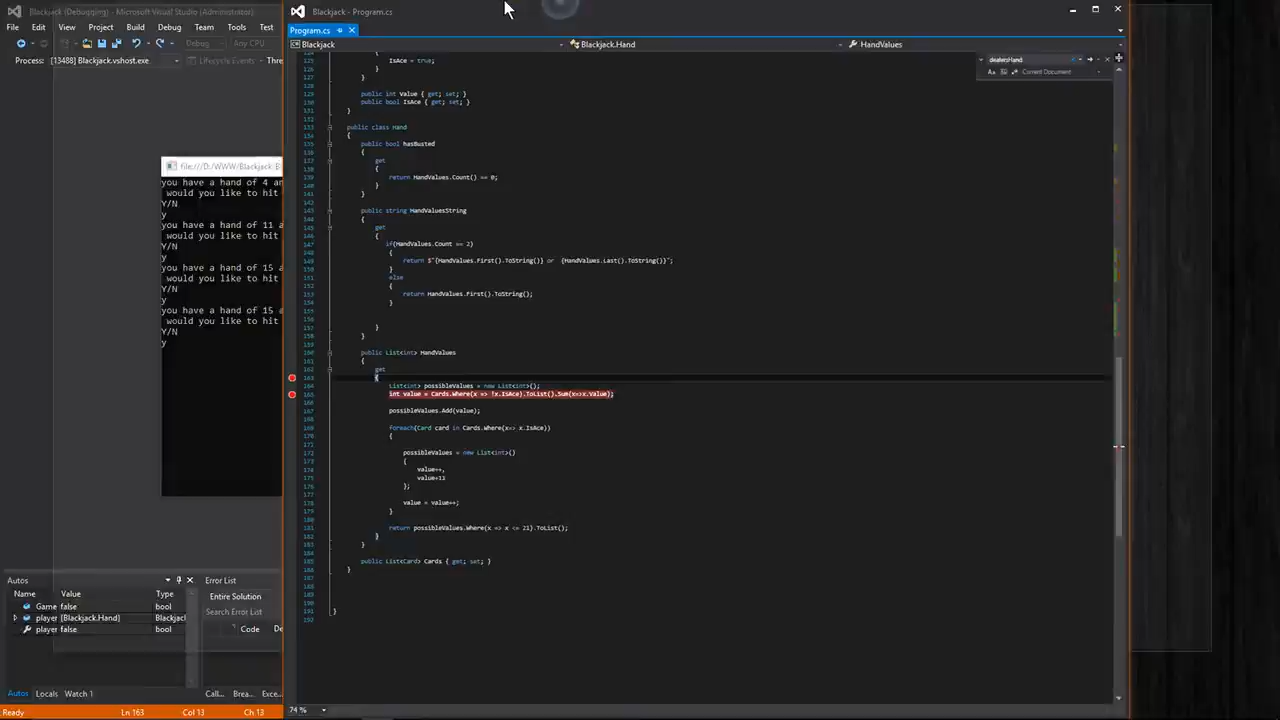 Blackjack (Debugging) - Microsoft Visual Studio (Administrator)
File Edit View Project Build Debug Team Tools Test
Debug Any CPU
Process: [13488] Blackjack.vshost.exe Lifecycle Events Thre
file:///D:/WWW/Blackjack_B
you have a hand of 4 an
would you like to hit
Y/N
y
you have a hand of 11 a
would you like to hit
Y/N
y
you have a hand of 15 a
would you like to hit
Y/N
y
you have a hand of 15 a
would you like to hit
Y/N
y
Blackjack - Program.cs
Program.cs
Blackjack Blackjack.Hand HandValues
dealersHand
Current Document
IsAce = true;
}
}
public int Value { get; set; }
public bool IsAce { get; set; }
}
public class Hand
{
public bool hasBusted
{
get
{
return HandValues.Count() == 0;
}
}
public string HandValuesString
{
get
{
if(HandValues.Count == 2)
{
return $"{HandValues.First().ToString()} or {HandValues.Last().ToString()}";
}
else
{
return HandValues.First().ToString();
}
}
}
public List<int> HandValues
{
get
{
List<int> possibleValues = new List<int>();
int value = Cards.Where(x => !x.IsAce).ToList().Sum(x=>x.Value);
possibleValues.Add(value);
foreach(Card card in Cards.Where(x=> x.IsAce))
{
possibleValues = new List<int>()
{
value++,
value+11
};
value = value++;
}
return possibleValues.Where(x => x <= 21).ToList();
}
}
public List<Card> Cards { get; set; }
}
}
74 %
Autos
Name Value Type
Game false bool
player {Blackjack.Hand} Blackjack
player false bool
Autos Locals Watch 1
Error List
Entire Solution
Search Error List
Code De
Call... Brea... Exce...
Ready Ln 163 Col 13 Ch 13